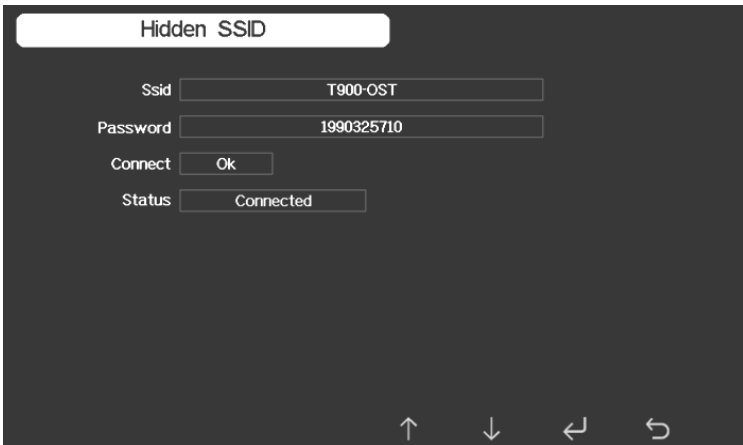 Hidden SSID
Ssid T900-OST
Password 1990325710
Connect Ok
Status Connected